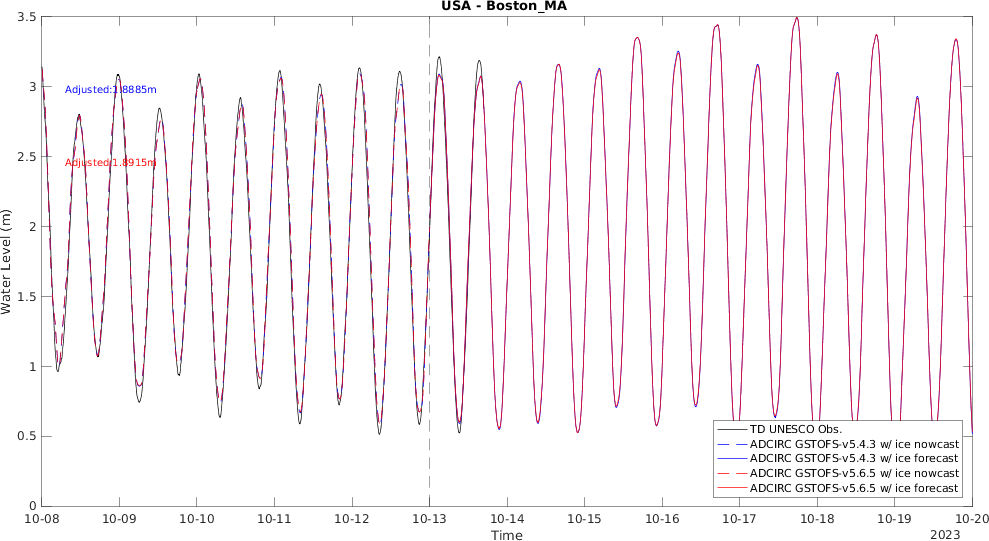 USA - Boston_MA
Water Level (m)
3.5
3
2.5
2
1.5
1
0.5
0
Adjusted:1.8885m
Adjusted:1.8915m
TD UNESCO Obs.
ADCIRC GSTOFS-v5.4.3 w/ ice nowcast
ADCIRC GSTOFS-v5.4.3 w/ ice forecast
ADCIRC GSTOFS-v5.6.5 w/ ice nowcast
ADCIRC GSTOFS-v5.6.5 w/ ice forecast
10-08 10-09 10-10 10-11 10-12 10-13 10-14 10-15 10-16 10-17 10-18 10-19 10-20
Time
2023